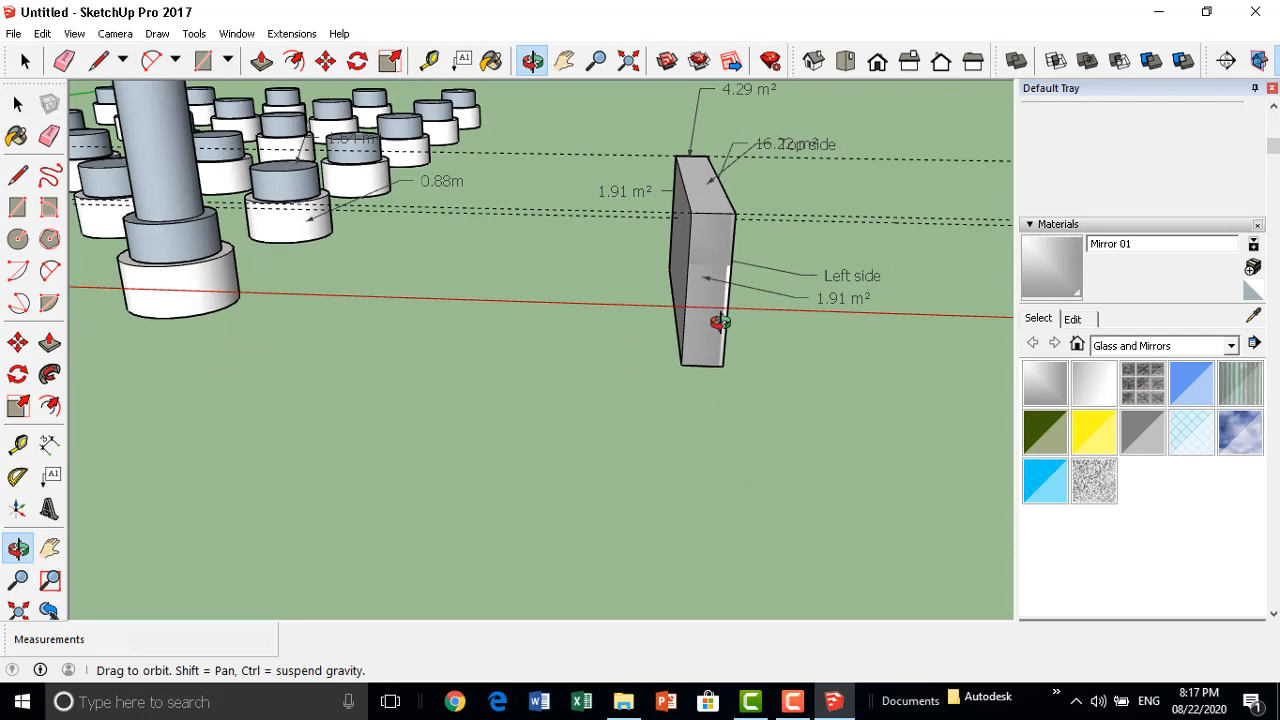 Untitled - SketchUp Pro 2017
File Edit View Camera Draw Tools Window Extensions Help
Default Tray
4.29 m²
Materials
Mirror 01
0.88m
1.91 m²
Left side
1.91 m²
Select Edit
Glass and Mirrors
Measurements
Drag to orbit. Shift = Pan, Ctrl = suspend gravity.
Type here to search
Documents
Autodesk
ENG
8:17 PM
08/22/2020